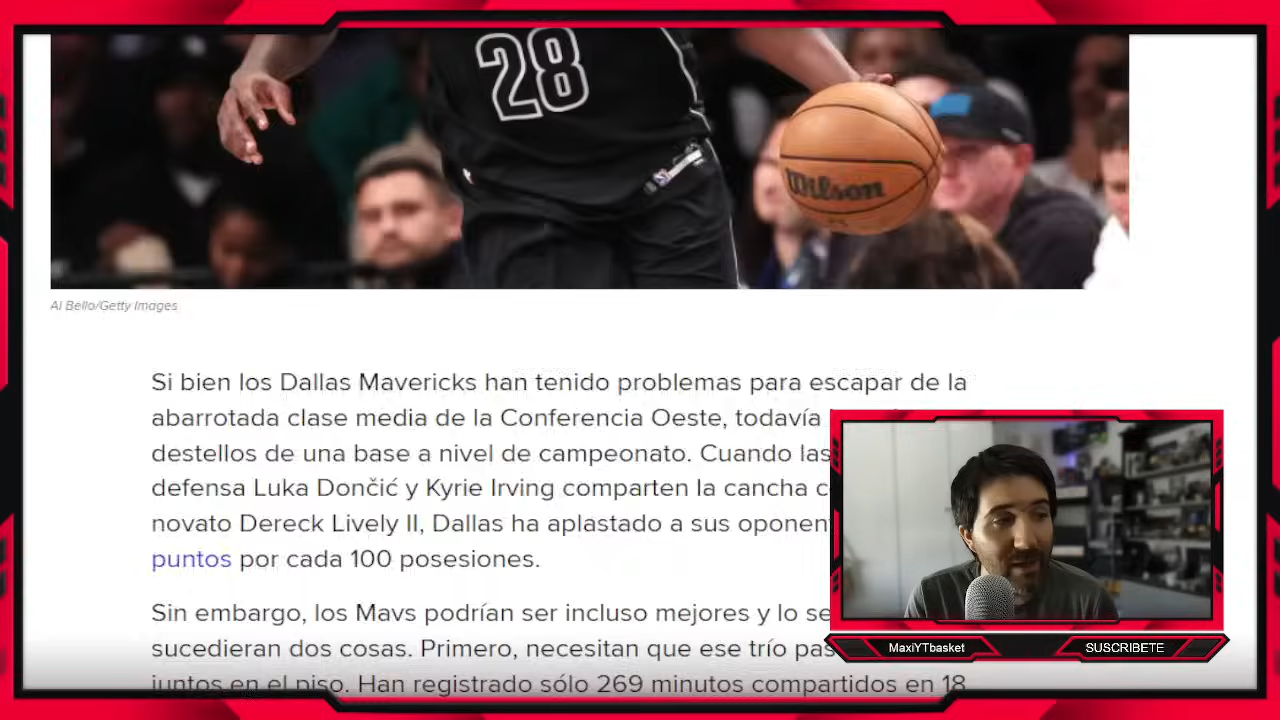 28
Wilson
Al Bello/Getty Images
Si bien los Dallas Mavericks han tenido problemas para escapar de la
abarrotada clase media de la Conferencia Oeste, todavía
destellos de una base a nivel de campeonato. Cuando las
defensa Luka Dončić y Kyrie Irving comparten la cancha
novato Dereck Lively II, Dallas ha aplastado a sus
puntos por cada 100 posesiones.
Sin embargo, los Mavs podrían ser incluso mejores y lo
sucedieran dos cosas. Primero, necesitan que ese trío
juntos en el piso. Han registrado sólo 269 minutos compartidos en 18
MaxiYTbasket
SUSCRIBETE